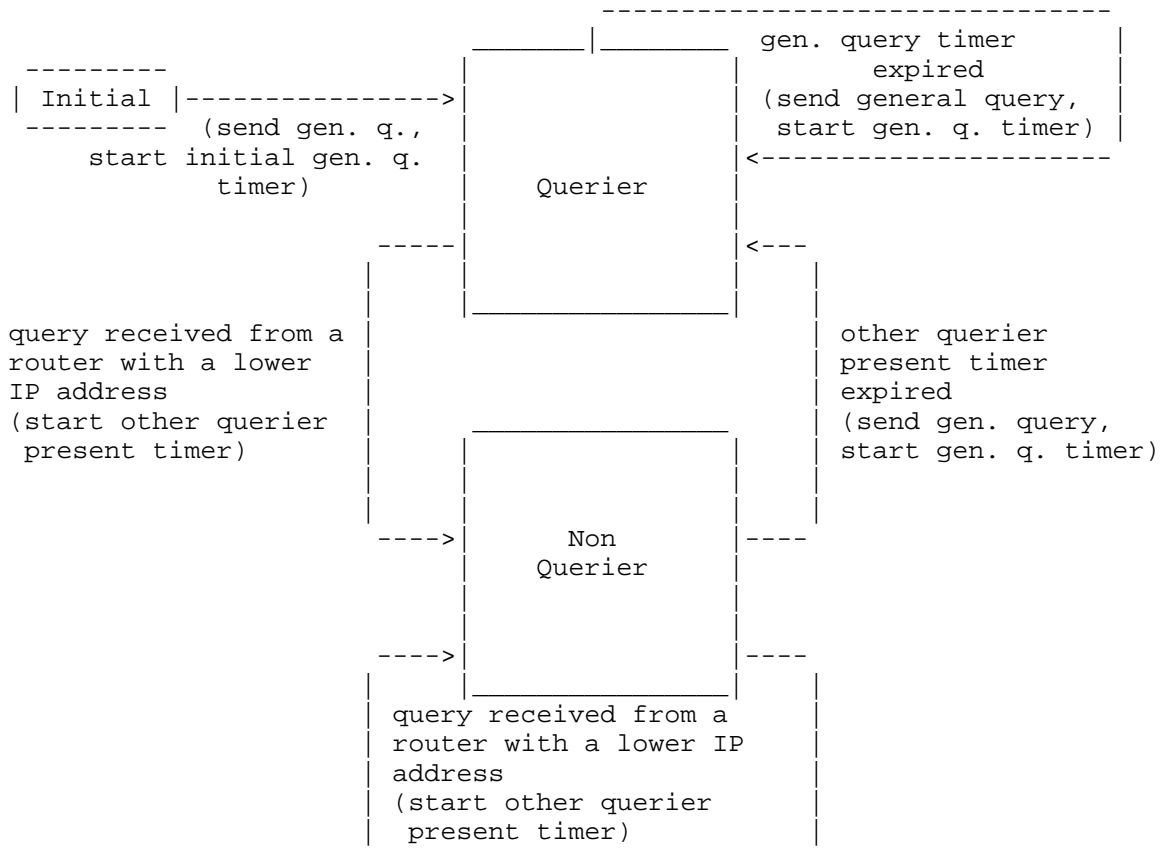 gen. query timer
expired
(send general query,
start gen. q. timer)
Initial
(send gen. q.,
start initial gen. q.
timer)
Querier
query received from a
router with a lower
IP address
(start other querier
present timer)
other querier
present timer
expired
(send gen. query,
start gen. q. timer)
Non
Querier
query received from a
router with a lower IP
address
(start other querier
present timer)